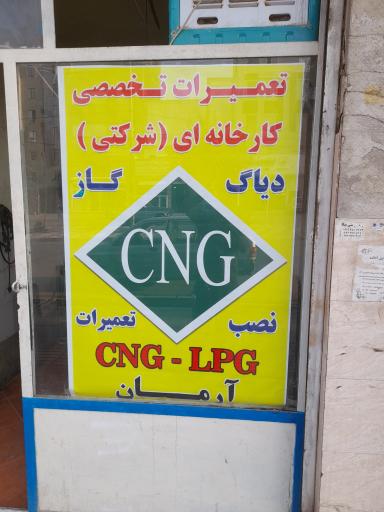 تعمیرات تخصصی
کارخانه ای (شرکتی)
دیاگ گاز
CNG
نصب تعمیرات
CNG - LPG
آرمان